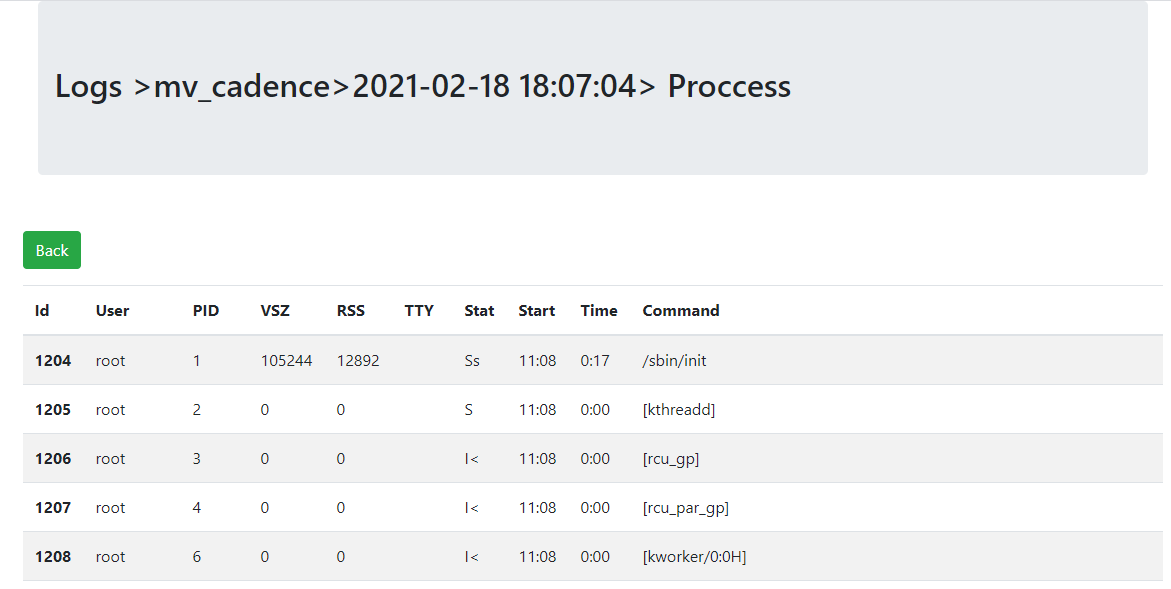 Logs >mv_cadence>2021-02-18 18:07:04> Proccess
Back
Id User PID VSZ RSS TTY Stat Start Time Command
1204 root 1 105244 12892 Ss 11:08 0:17 /sbin/init
1205 root 2 0 0 S 11:08 0:00 [kthreadd]
1206 root 3 0 0 I< 11:08 0:00 [rcu_gp]
1207 root 4 0 0 I< 11:08 0:00 [rcu_par_gp]
1208 root 6 0 0 I< 11:08 0:00 [kworker/0:0H]